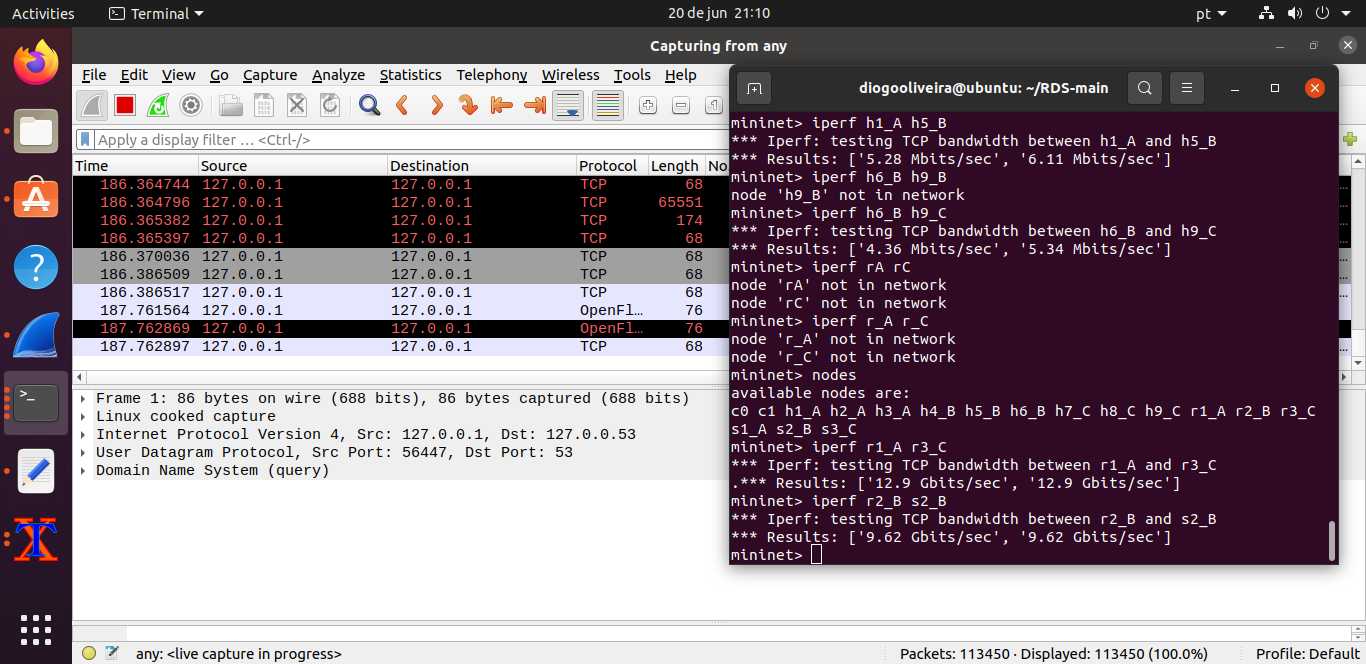 Activities
Terminal
20 de jun 21:10
pt
Capturing from any
File Edit View Go Capture Analyze Statistics Telephony Wireless Tools Help
Apply a display filter … <Ctrl-/>
Time Source Destination Protocol Length No
186.364744 127.0.0.1 127.0.0.1 TCP 68
186.364796 127.0.0.1 127.0.0.1 TCP 65551
186.365382 127.0.0.1 127.0.0.1 TCP 174
186.365397 127.0.0.1 127.0.0.1 TCP 68
186.370036 127.0.0.1 127.0.0.1 TCP 68
186.386509 127.0.0.1 127.0.0.1 TCP 68
186.386517 127.0.0.1 127.0.0.1 TCP 68
187.761564 127.0.0.1 127.0.0.1 OpenFl… 76
187.762869 127.0.0.1 127.0.0.1 OpenFl… 76
187.762897 127.0.0.1 127.0.0.1 TCP 68
Frame 1: 86 bytes on wire (688 bits), 86 bytes captured (688 bits)
Linux cooked capture
Internet Protocol Version 4, Src: 127.0.0.1, Dst: 127.0.0.53
User Datagram Protocol, Src Port: 56447, Dst Port: 53
Domain Name System (query)
diogooliveira@ubuntu: ~/RDS-main
mininet> iperf h1_A h5_B
*** Iperf: testing TCP bandwidth between h1_A and h5_B
*** Results: ['5.28 Mbits/sec', '6.11 Mbits/sec']
mininet> iperf h6_B h9_B
node 'h9_B' not in network
mininet> iperf h6_B h9_C
*** Iperf: testing TCP bandwidth between h6_B and h9_C
*** Results: ['4.36 Mbits/sec', '5.34 Mbits/sec']
mininet> iperf rA rC
node 'rA' not in network
node 'rC' not in network
mininet> iperf r_A r_C
node 'r_A' not in network
node 'r_C' not in network
mininet> nodes
available nodes are:
c0 c1 h1_A h2_A h3_A h4_B h5_B h6_B h7_C h8_C h9_C r1_A r2_B r3_C
s1_A s2_B s3_C
mininet> iperf r1_A r3_C
*** Iperf: testing TCP bandwidth between r1_A and r3_C
.*** Results: ['12.9 Gbits/sec', '12.9 Gbits/sec']
mininet> iperf r2_B s2_B
*** Iperf: testing TCP bandwidth between r2_B and s2_B
*** Results: ['9.62 Gbits/sec', '9.62 Gbits/sec']
mininet>
any: <live capture in progress>
Packets: 113450 · Displayed: 113450 (100.0%)
Profile: Default